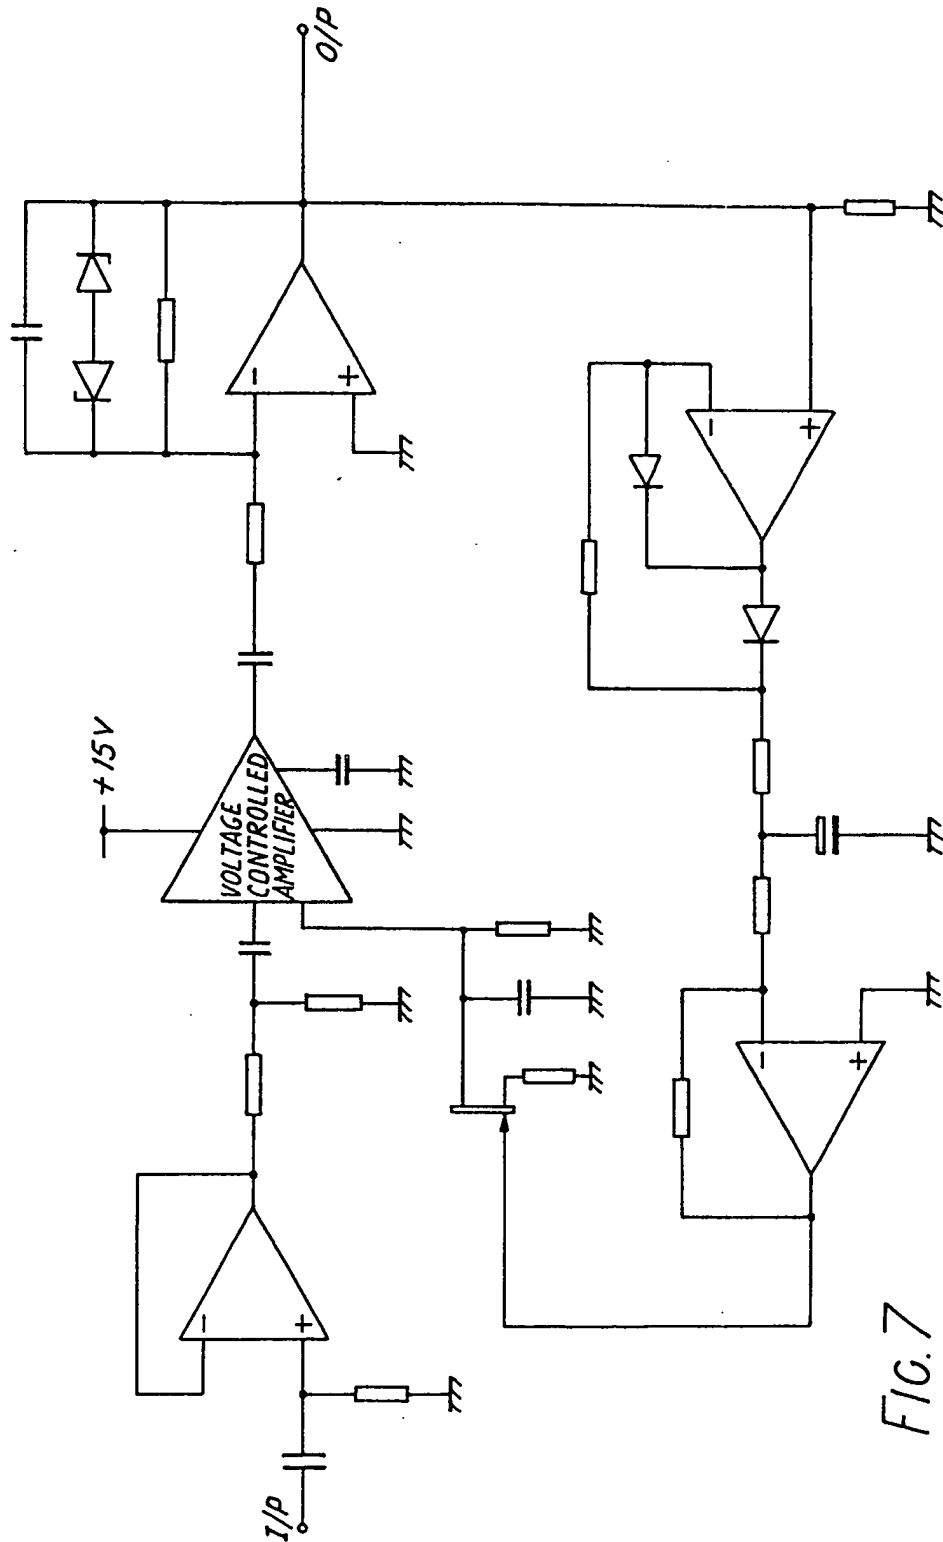 I/P
-
+
+15V
VOLTAGE
CONTROLLED
AMPLIFIER
-
+
O/P
-
+
-
+
FIG. 7